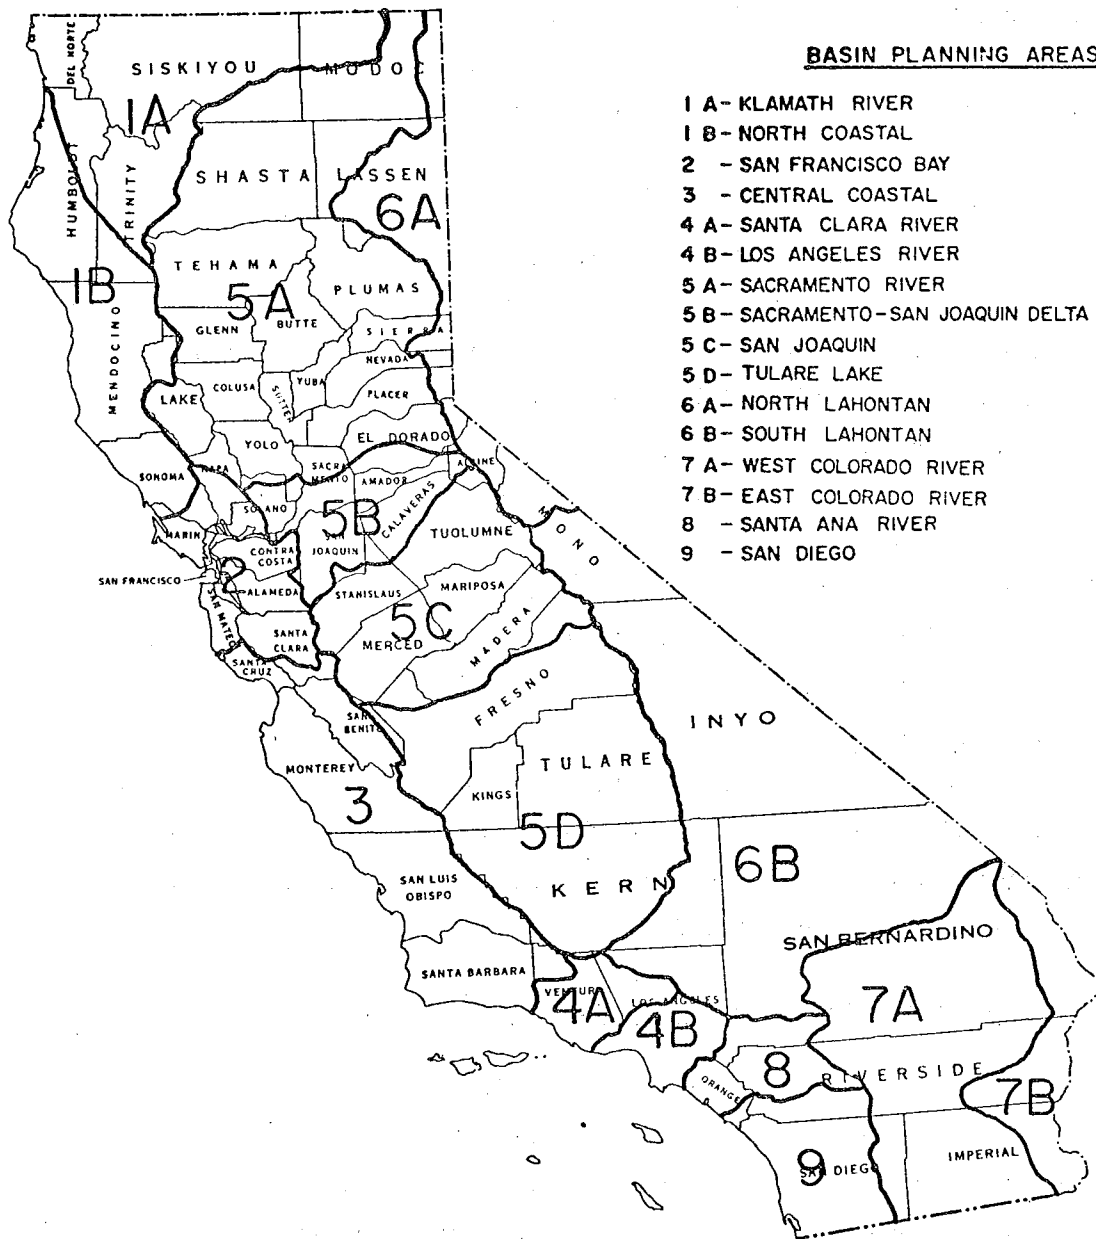 BASIN PLANNING AREAS
1 A- KLAMATH RIVER
1 B- NORTH COASTAL
2 - SAN FRANCISCO BAY
3 - CENTRAL COASTAL
4 A- SANTA CLARA RIVER
4 B- LOS ANGELES RIVER
5 A- SACRAMENTO RIVER
5 B- SACRAMENTO-SAN JOAQUIN DELTA
5 C- SAN JOAQUIN
5 D- TULARE LAKE
6 A- NORTH LAHONTAN
6 B- SOUTH LAHONTAN
7 A- WEST COLORADO RIVER
7 B- EAST COLORADO RIVER
8 - SANTA ANA RIVER
9 - SAN DIEGO
DEL NORTE
SISKIYOU
MODOC
1A
HUMBOLDT
TRINITY
SHASTA
LASSEN
6A
TEHAMA
1B
5A
PLUMAS
GLENN
BUTTE
SIERRA
MENDOCINO
NEVADA
COLUSA
SUTTER
YUBA
LAKE
PLACER
YOLO
EL DORADO
SONOMA
NAPA
SACRA
MENTO
ALPINE
AMADOR
SOLANO
5B
CALAVERAS
MONO
MARIN
TUOLUMNE
CONTRA
COSTA
SAN
JOAQUIN
SAN FRANCISCO
2
ALAMEDA
STANISLAUS
MARIPOSA
SAN MATEO
5C
SANTA
CLARA
MERCED
MADERA
SANTA
CRUZ
FRESNO
SAN
BENITO
INYO
MONTEREY
TULARE
KINGS
3
5D
6B
SAN LUIS
OBISPO
KERN
SAN BERNARDINO
SANTA BARBARA
VENTURA
4A
LOS ANGELES
4B
7A
8
RIVERSIDE
ORANGE
7B
9
SAN DIEGO
IMPERIAL